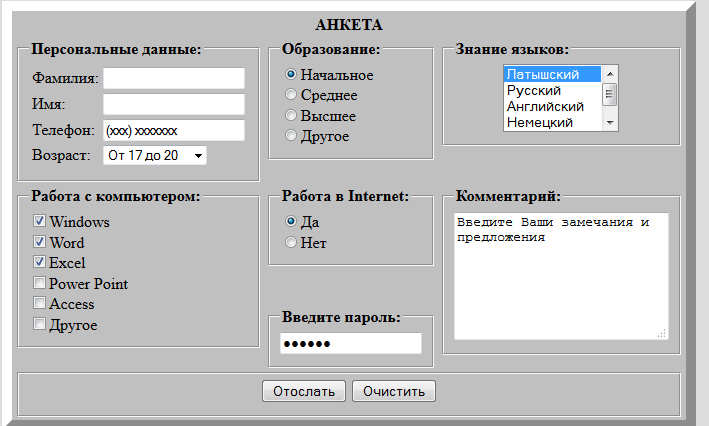 АНКЕТА
Персональные данные:
Фамилия:
Имя:
Телефон: (xxx) xxxxxxx
Возраст: От 17 до 20
Образование:
Начальное
Среднее
Высшее
Другое
Знание языков:
Латышский
Русский
Английский
Немецкий
Работа с компьютером:
Windows
Word
Excel
Power Point
Access
Другое
Работа в Internet:
Да
Нет
Введите пароль:
••••••
Комментарий:
Введите Ваши замечания и
предложения
Отослать Очистить